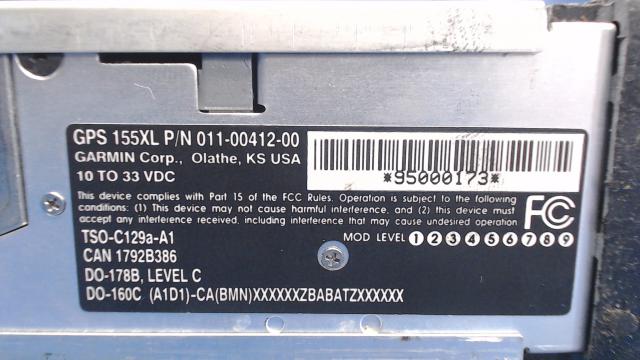 GPS 155XL P/N 011-00412-00
GARMIN Corp., Olathe, KS USA
10 TO 33 VDC
*95000173*
This device complies with Part 15 of the FCC Rules. Operation is subject to the following
conditions: (1) This device may not cause harmful interference, and (2) this device must
accept any interference received, including interference that may cause undesired operation
FC
TSO-C129a-A1
MOD LEVEL 1 2 3 4 5 6 7 8 9
CAN 1792B386
DO-178B, LEVEL C
DO-160C (A1D1)-CA(BMN)XXXXXXZBABATZXXXXXX